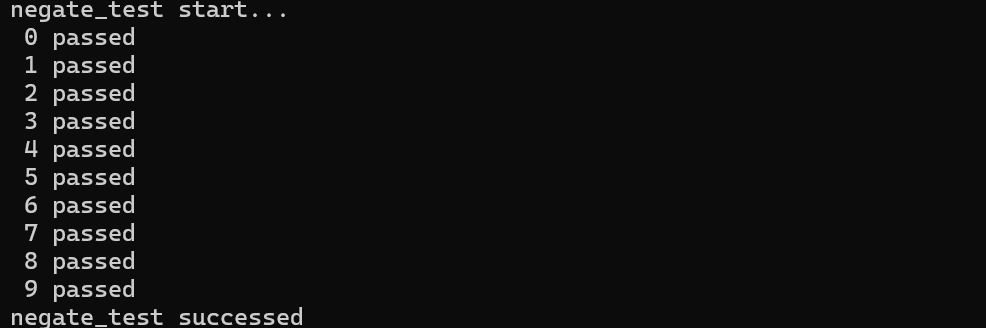 negate_test start...
 0 passed
 1 passed
 2 passed
 3 passed
 4 passed
 5 passed
 6 passed
 7 passed
 8 passed
 9 passed
negate_test successed